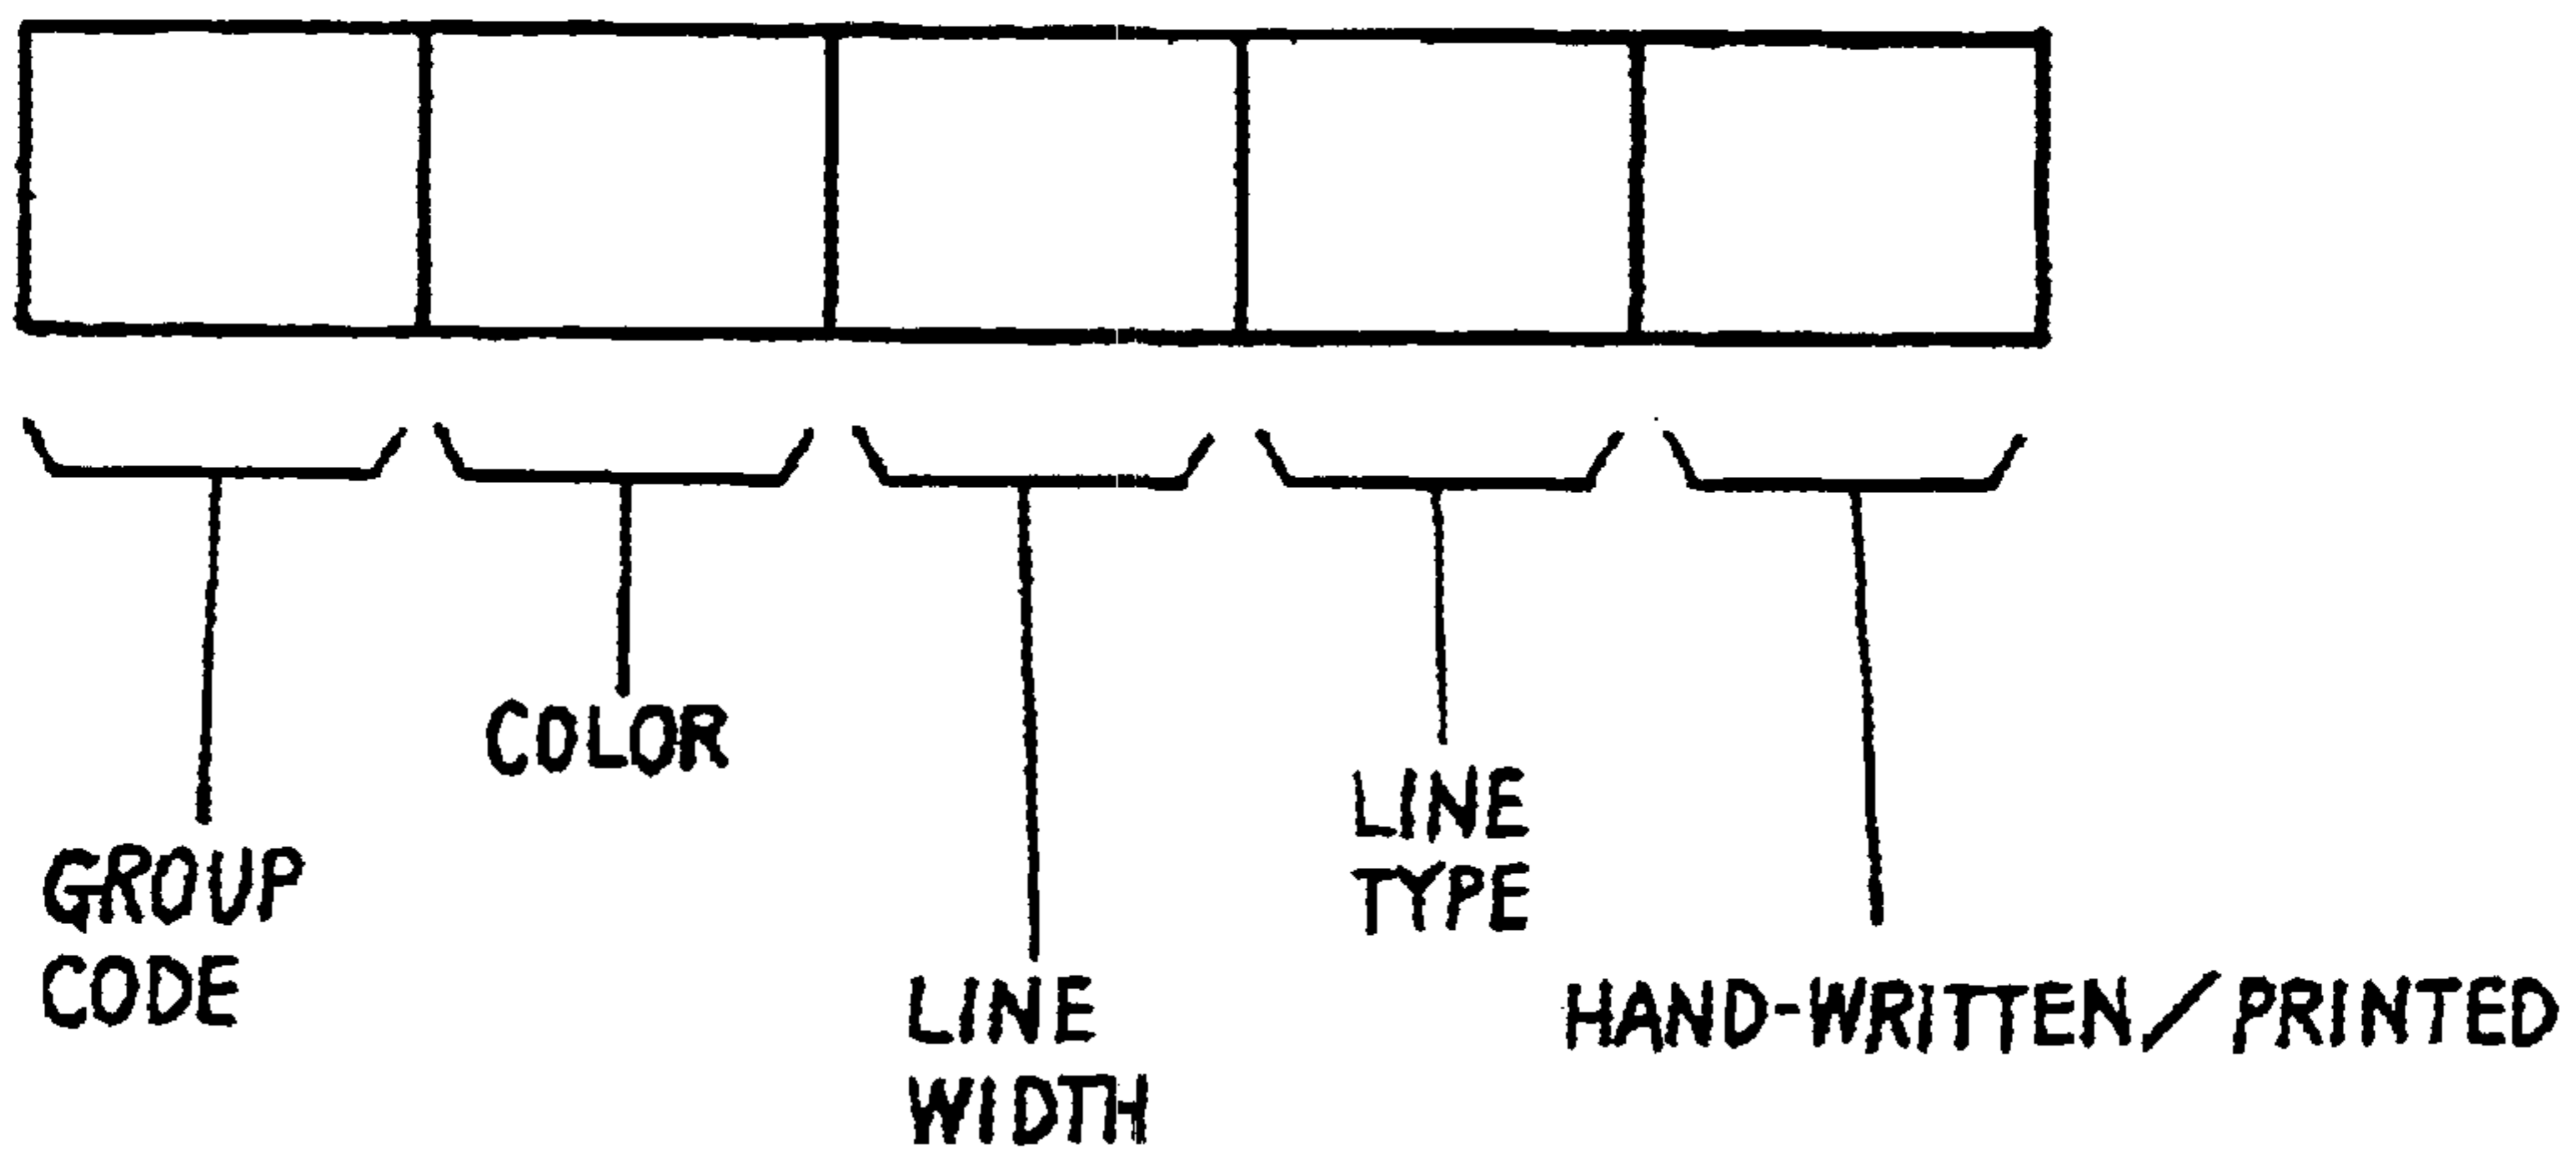 GROUP
CODE
COLOR
LINE
WIDTH
LINE
TYPE
HAND-WRITTEN/PRINTED